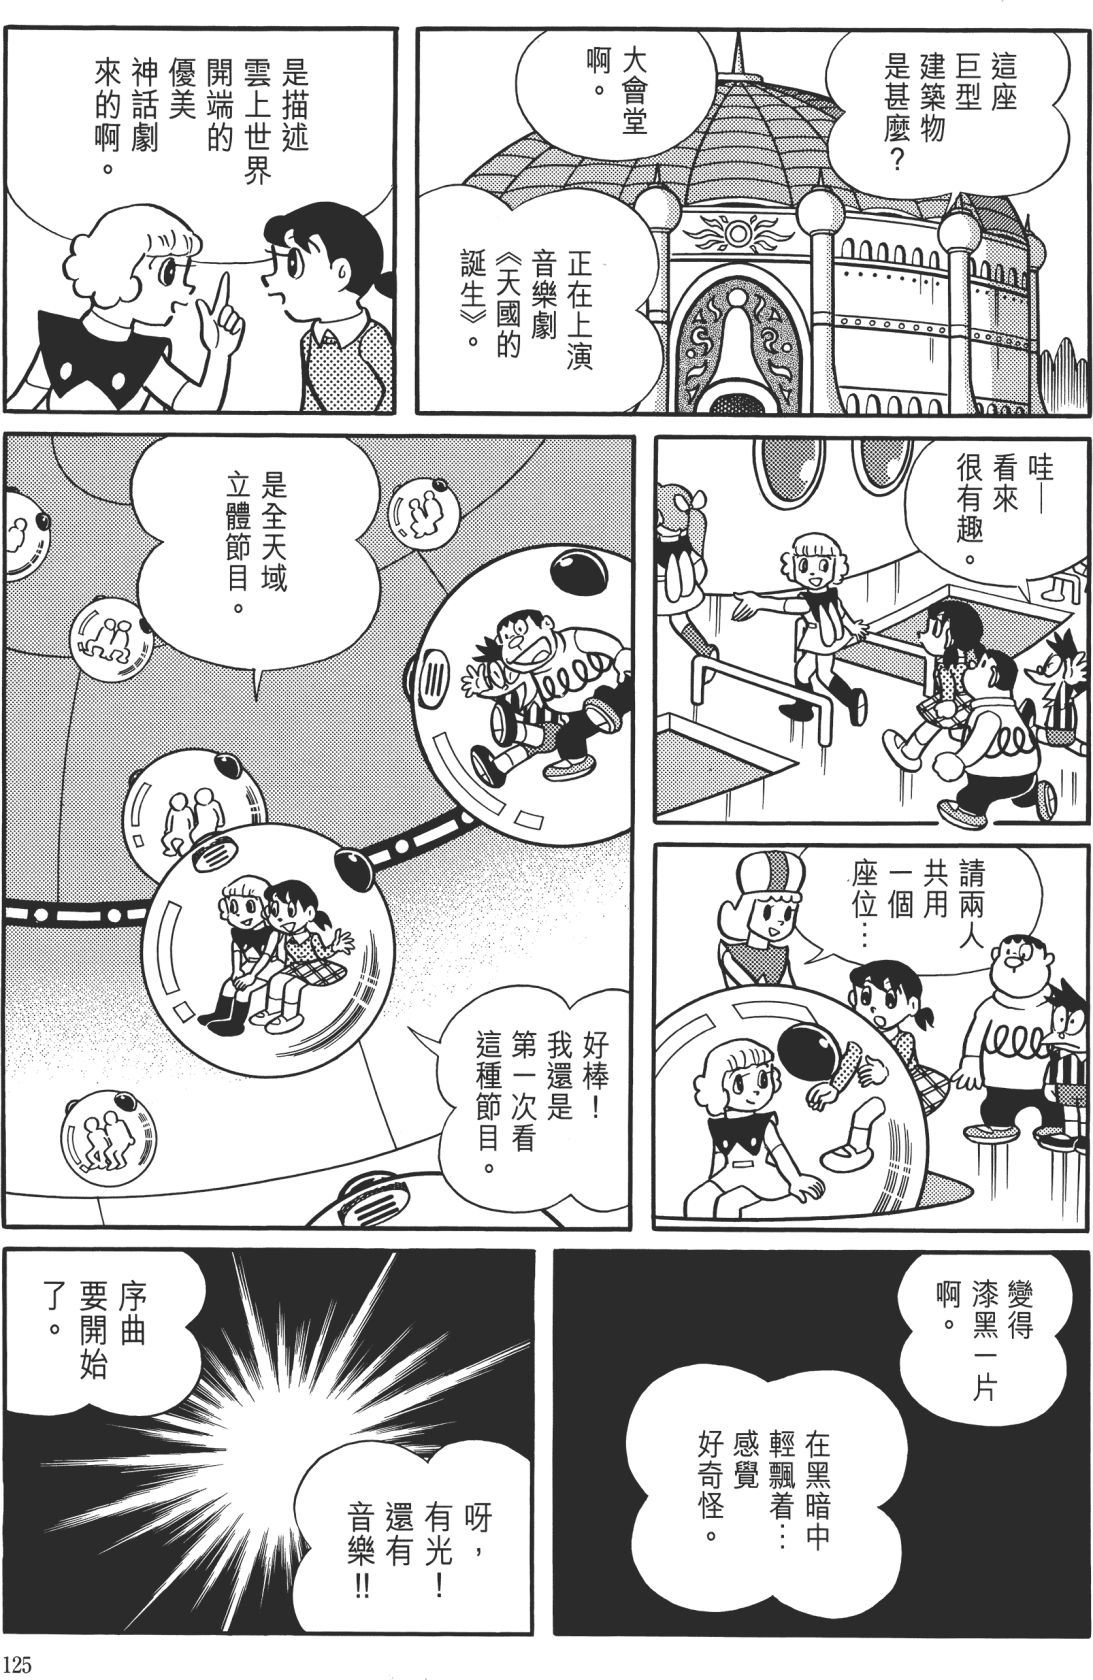 這座
巨型
建築物
是甚麼？
大會堂
啊。
正在上演
音樂劇
《天國的
誕生》。
是描述
雲上世界
開端的
優美
神話劇
來的啊。
哇—
看來
很有趣。
請兩人
共用
一個
座位…
是全天域
立體節目。
好棒！
我還是
第一次看
這種節目。
變得
漆黑一片
啊。
在黑暗中
輕飄着…
感覺
好奇怪。
序曲
要開始
了。
呀，
有光！
還有
音樂!!
125